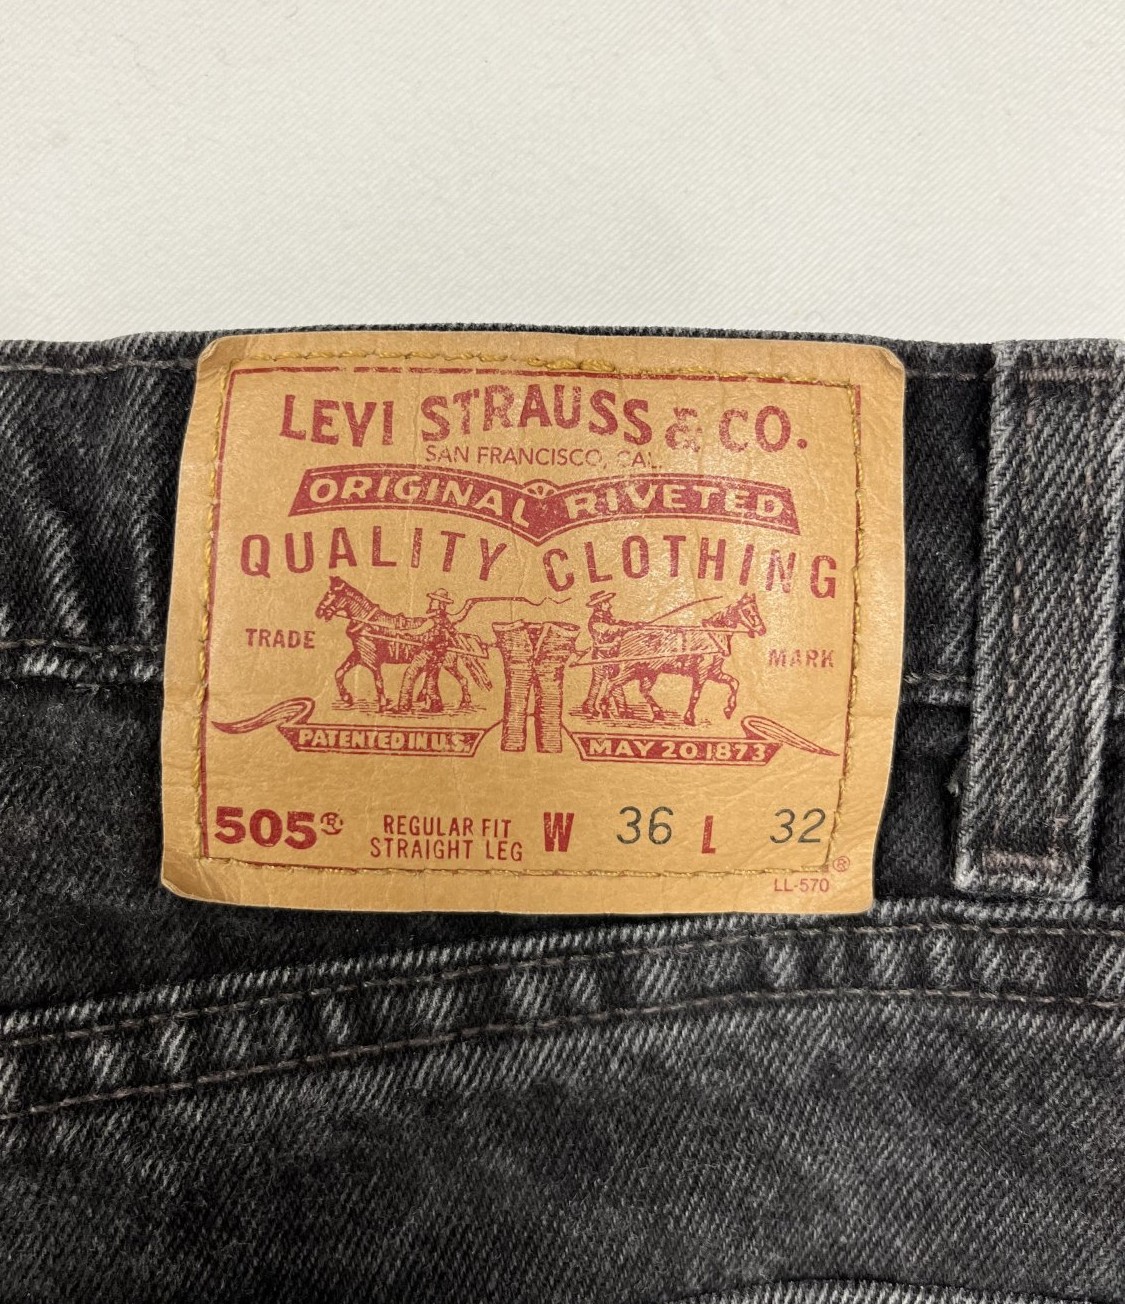 LEVI STRAUSS & CO.
SAN FRANCISCO, CAL.
ORIGINAL RIVETED
QUALITY CLOTHING
TRADE MARK
PATENTED IN U.S. MAY 20 1873
505® REGULAR FIT W 36 L 32
STRAIGHT LEG
®
LL-570